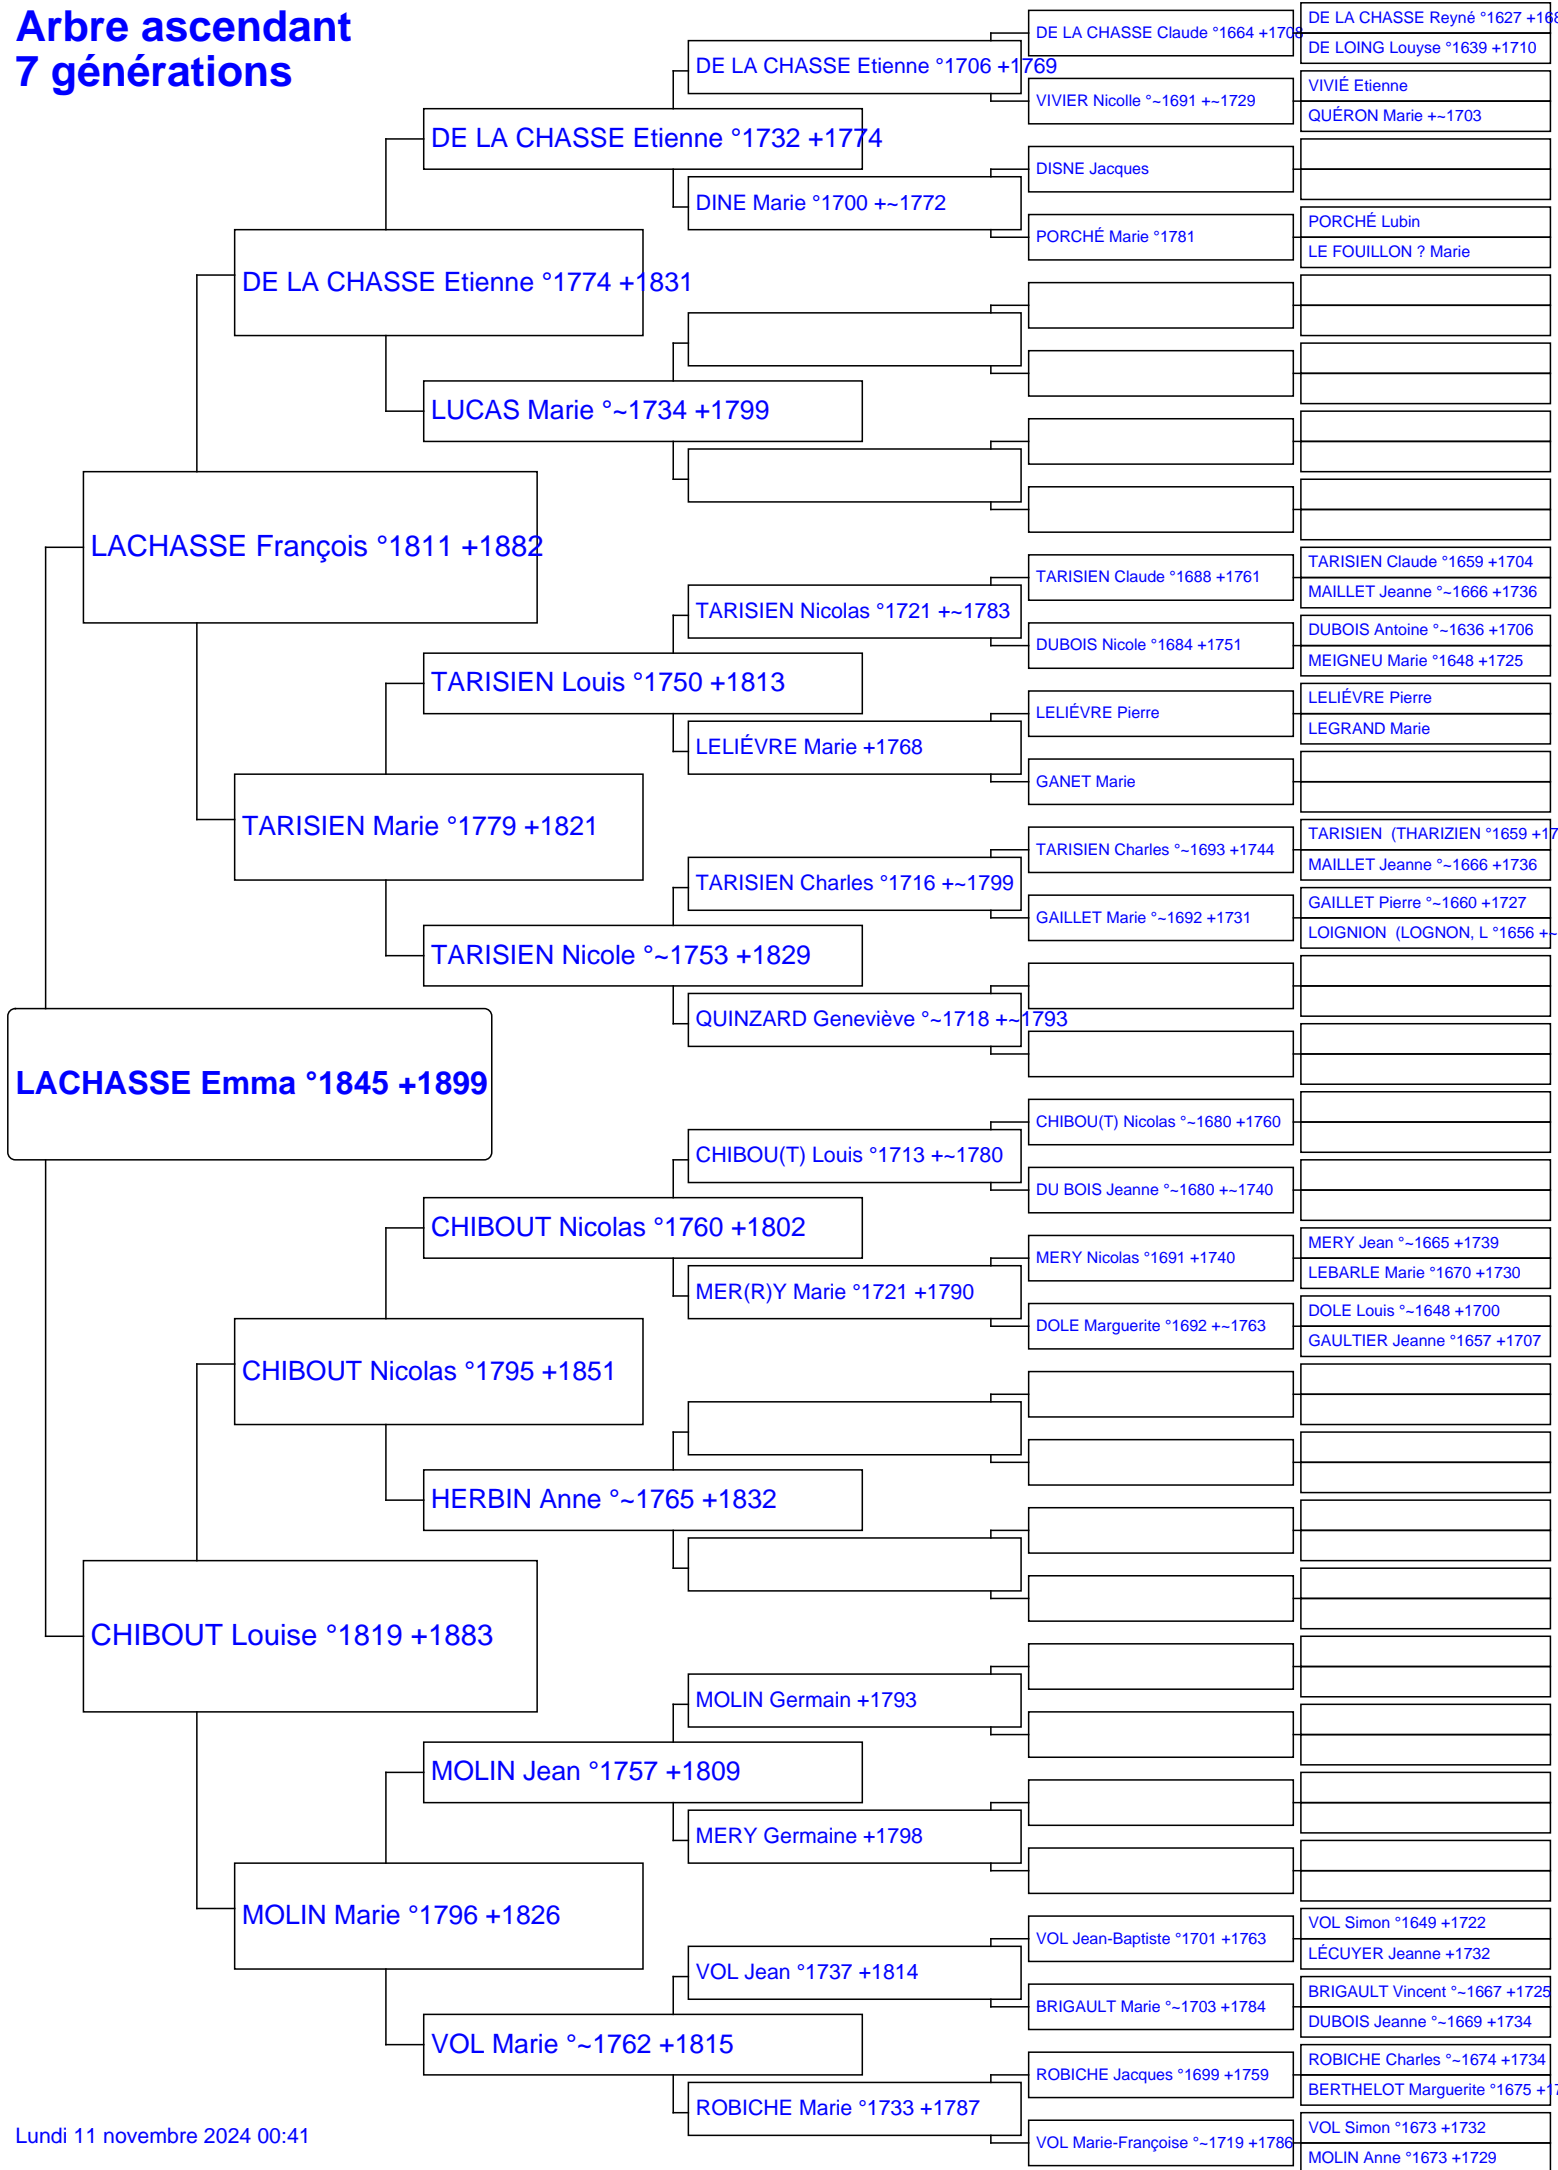 Arbre ascendant
7 générations
DE LA CHASSE Reyné °1627 +168
DE LA CHASSE Claude °1664 +1708
DE LOING Louyse °1639 +1710
DE LA CHASSE Etienne °1706 +1769
VIVIÉ Etienne
VIVIER Nicolle °~1691 +~1729
QUÉRON Marie +~1703
DE LA CHASSE Etienne °1732 +1774
DISNE Jacques
DINE Marie °1700 +~1772
PORCHÉ Lubin
PORCHÉ Marie °1781
LE FOUILLON ? Marie
DE LA CHASSE Etienne °1774 +1831
LUCAS Marie °~1734 +1799
LACHASSE François °1811 +1882
TARISIEN Claude °1659 +1704
TARISIEN Claude °1688 +1761
MAILLET Jeanne °~1666 +1736
TARISIEN Nicolas °1721 +~1783
DUBOIS Antoine °~1636 +1706
DUBOIS Nicole °1684 +1751
MEIGNEU Marie °1648 +1725
TARISIEN Louis °1750 +1813
LELIÉVRE Pierre
LELIÉVRE Pierre
LEGRAND Marie
LELIÉVRE Marie +1768
GANET Marie
TARISIEN Marie °1779 +1821
TARISIEN (THARIZIEN °1659 +17
TARISIEN Charles °~1693 +1744
MAILLET Jeanne °~1666 +1736
TARISIEN Charles °1716 +~1799
GAILLET Pierre °~1660 +1727
GAILLET Marie °~1692 +1731
LOIGNION (LOGNON, L °1656 +~
TARISIEN Nicole °~1753 +1829
QUINZARD Geneviève °~1718 +~1793
LACHASSE Emma °1845 +1899
CHIBOU(T) Nicolas °~1680 +1760
CHIBOU(T) Louis °1713 +~1780
DU BOIS Jeanne °~1680 +~1740
CHIBOUT Nicolas °1760 +1802
MERY Jean °~1665 +1739
MERY Nicolas °1691 +1740
LEBARLE Marie °1670 +1730
MER(R)Y Marie °1721 +1790
DOLE Louis °~1648 +1700
DOLE Marguerite °1692 +~1763
GAULTIER Jeanne °1657 +1707
CHIBOUT Nicolas °1795 +1851
HERBIN Anne °~1765 +1832
CHIBOUT Louise °1819 +1883
MOLIN Germain +1793
MOLIN Jean °1757 +1809
MERY Germaine +1798
MOLIN Marie °1796 +1826
VOL Simon °1649 +1722
VOL Jean-Baptiste °1701 +1763
LÉCUYER Jeanne +1732
VOL Jean °1737 +1814
BRIGAULT Vincent °~1667 +1725
BRIGAULT Marie °~1703 +1784
DUBOIS Jeanne °~1669 +1734
VOL Marie °~1762 +1815
ROBICHE Charles °~1674 +1734
ROBICHE Jacques °1699 +1759
BERTHELOT Marguerite °1675 +17
ROBICHE Marie °1733 +1787
VOL Simon °1673 +1732
VOL Marie-Françoise °~1719 +1786
MOLIN Anne °1673 +1729
Lundi 11 novembre 2024 00:41